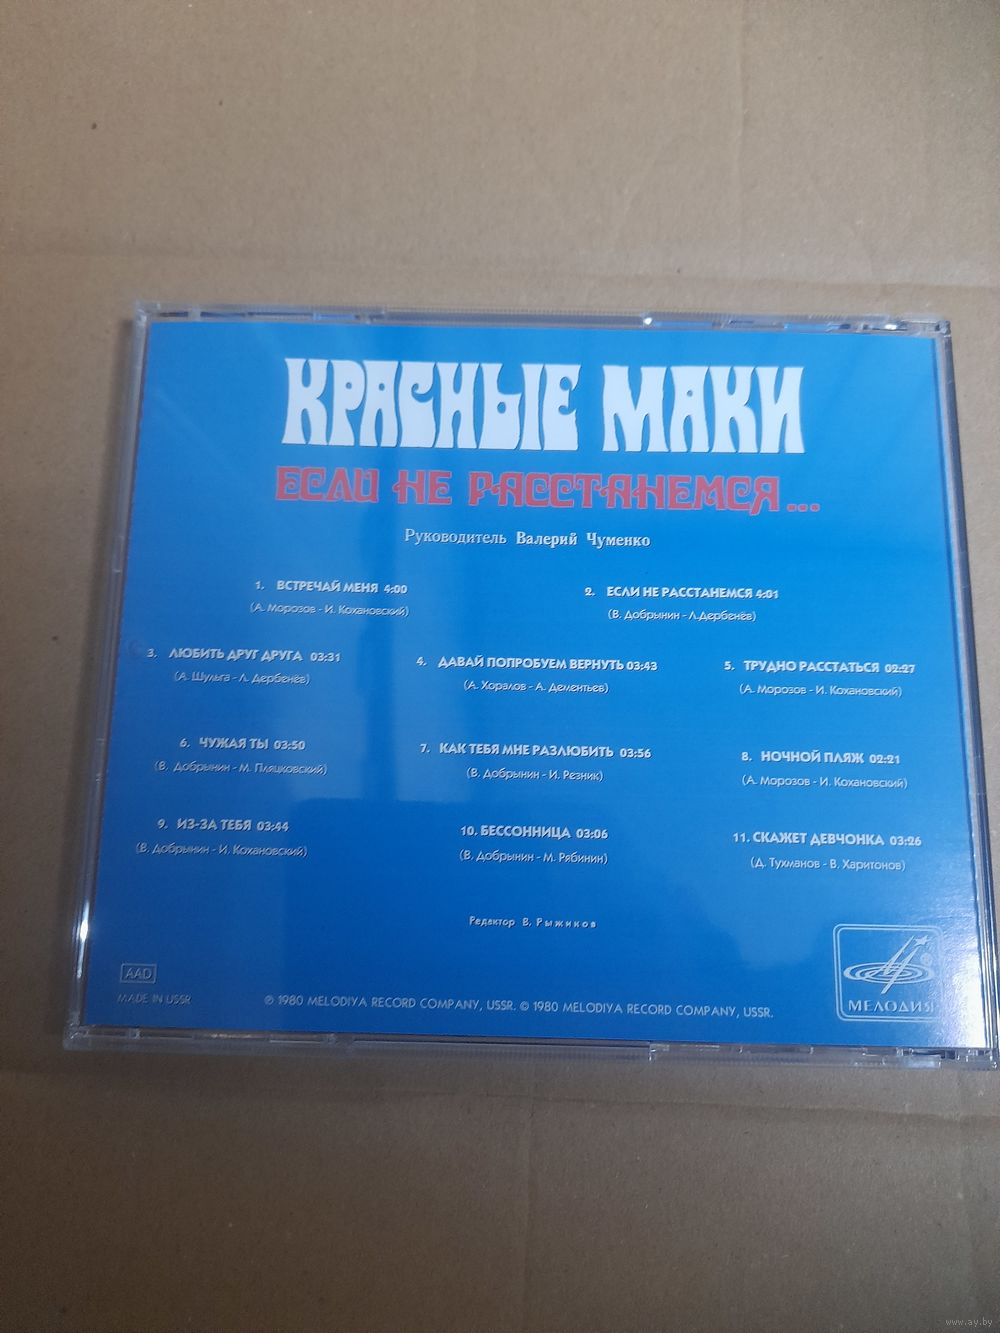 КРАСНЫЕ МАКИ
ЕСЛИ НЕ РАССТАНЕМСЯ...
Руководитель Валерий Чуменко
1. ВСТРЕЧАЙ МЕНЯ 4:00
(А. Морозов - И. Кохановский)
2. ЕСЛИ НЕ РАССТАНЕМСЯ 4:01
(В. Добрынин - Л.Дербенёв)
3. ЛЮБИТЬ ДРУГ ДРУГА 03:31
(А. Шульга - Л. Дербенёв)
4. ДАВАЙ ПОПРОБУЕМ ВЕРНУТЬ 03:43
(А. Хоралов - А. Дементьев)
5. ТРУДНО РАССТАТЬСЯ 02:27
(А. Морозов - И. Кохановский)
6. ЧУЖАЯ ТЫ 03:50
(В. Добрынин - М. Пляцковский)
7. КАК ТЕБЯ МНЕ РАЗЛЮБИТЬ 03:56
(В. Добрынин - И. Резник)
8. НОЧНОЙ ПЛЯЖ 02:21
(А. Морозов - И. Кохановский)
9. ИЗ-ЗА ТЕБЯ 03:44
(В. Добрынин - И. Кохановский)
10. БЕССОННИЦА 03:06
(В. Добрынин - М. Рябинин)
11. СКАЖЕТ ДЕВЧОНКА 03:26
(Д. Тухманов - В. Харитонов)
Редактор В. Рыжиков
AAD
MADE IN USSR
℗ 1980 MELODIYA RECORD COMPANY, USSR. © 1980 MELODIYA RECORD COMPANY, USSR.
®
МЕЛОДИЯ
www.ay.by